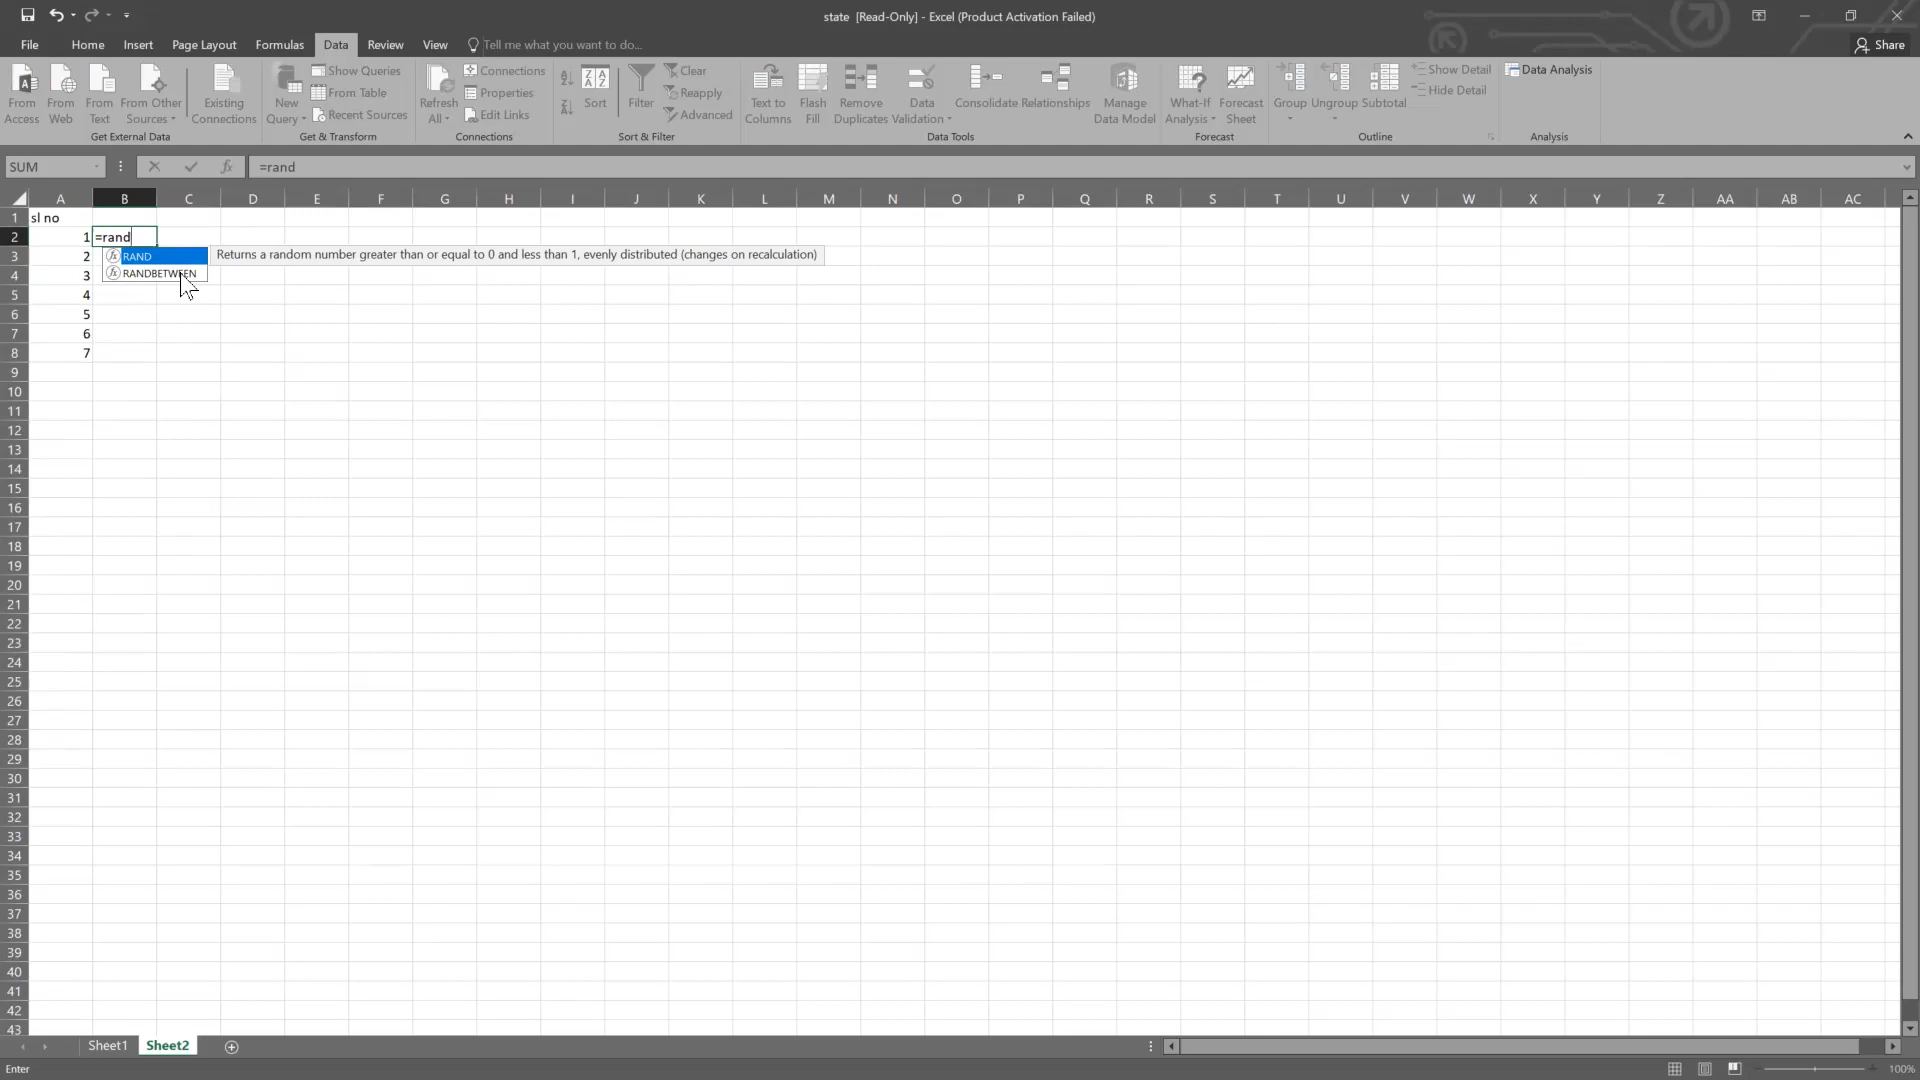 state [Read-Only] - Excel (Product Activation Failed)
File Home Insert Page Layout Formulas Data Review View Tell me what you want to do... Share
From Access
From Web
From Text
From Other Sources
Get External Data
Existing Connections
New Query
Show Queries
From Table
Recent Sources
Get & Transform
Refresh All
Connections
Properties
Edit Links
Connections
Sort
Filter
Clear
Reapply
Advanced
Sort & Filter
Text to Columns
Flash Fill
Remove Duplicates
Data Validation
Consolidate
Relationships
Manage Data Model
Data Tools
What-If Analysis
Forecast Sheet
Forecast
Group
Ungroup
Subtotal
Show Detail
Hide Detail
Outline
Data Analysis
Analysis
SUM fx =rand
A B C D E F G H I J K L M N O P Q R S T U V W X Y Z AA AB AC
1 sl no
2 1 =rand
3 2 RAND Returns a random number greater than or equal to 0 and less than 1, evenly distributed (changes on recalculation)
4 3 RANDBETWEEN
5 4
6 5
7 6
8 7
9
10
11
12
13
14
15
16
17
18
19
20
21
22
23
24
25
26
27
28
29
30
31
32
33
34
35
36
37
38
39
40
41
42
43
Sheet1 Sheet2
Enter 100%